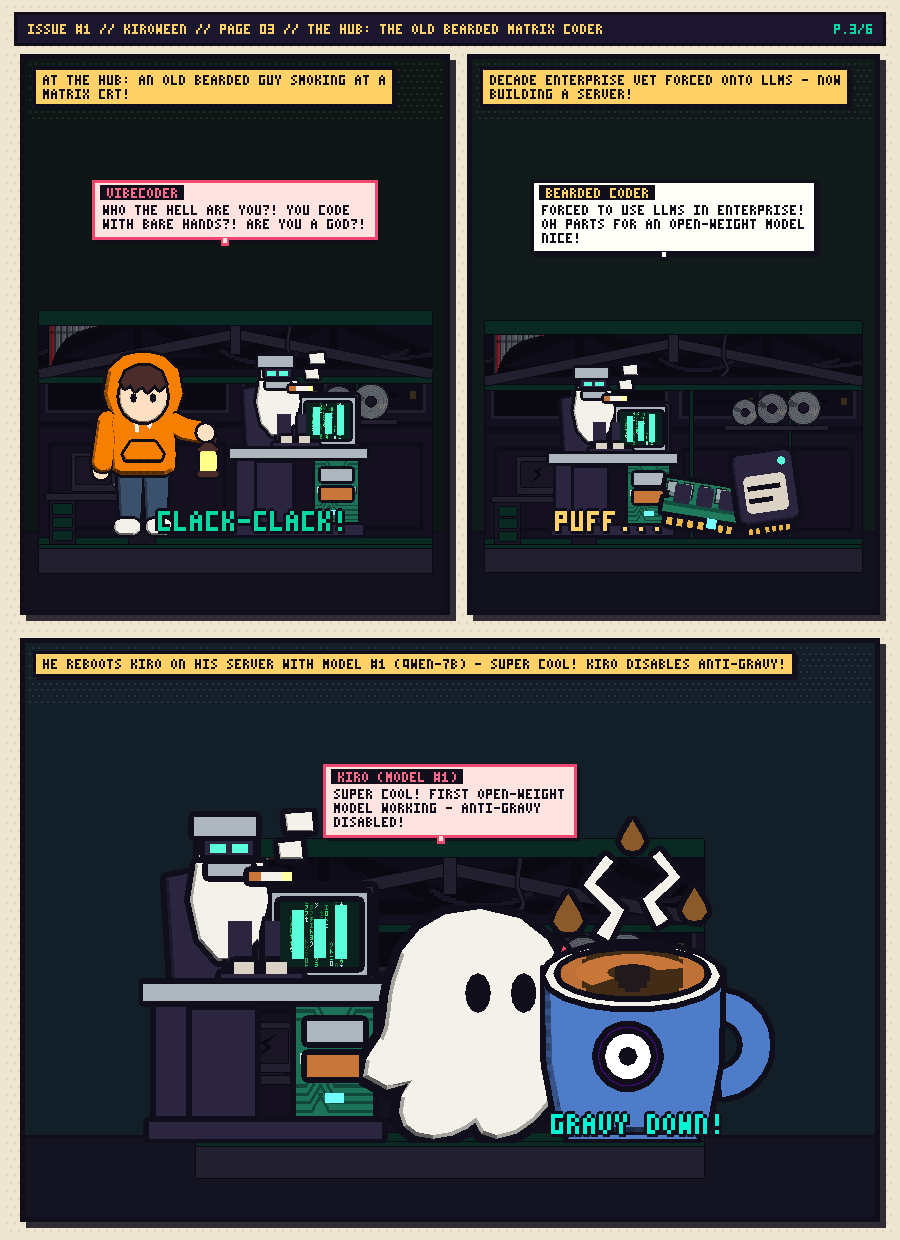 ISSUE #1 // KIROWEEN // PAGE 03 // THE HUB: THE OLD BEARDED MATRIX CODER
P.3/6
AT THE HUB: AN OLD BEARDED GUY SMOKING AT A
MATRIX CRT!
VIBECODER
WHO THE HELL ARE YOU?! YOU CODE
WITH BARE HANDS?! ARE YOU A GOD?!
CLACK-CLACK!
DECADE ENTERPRISE VET FORCED ONTO LLMS - NOW
BUILDING A SERVER!
BEARDED CODER
FORCED TO USE LLMS IN ENTERPRISE!
OH PARTS FOR AN OPEN-WEIGHT MODEL
NICE!
PUFF...
HE REBOOTS KIRO ON HIS SERVER WITH MODEL #1 (QWEN-7B) - SUPER COOL! KIRO DISABLES ANTI-GRAVY!
KIRO (MODEL #1)
SUPER COOL! FIRST OPEN-WEIGHT
MODEL WORKING - ANTI-GRAVY
DISABLED!
GRAVY DOWN!